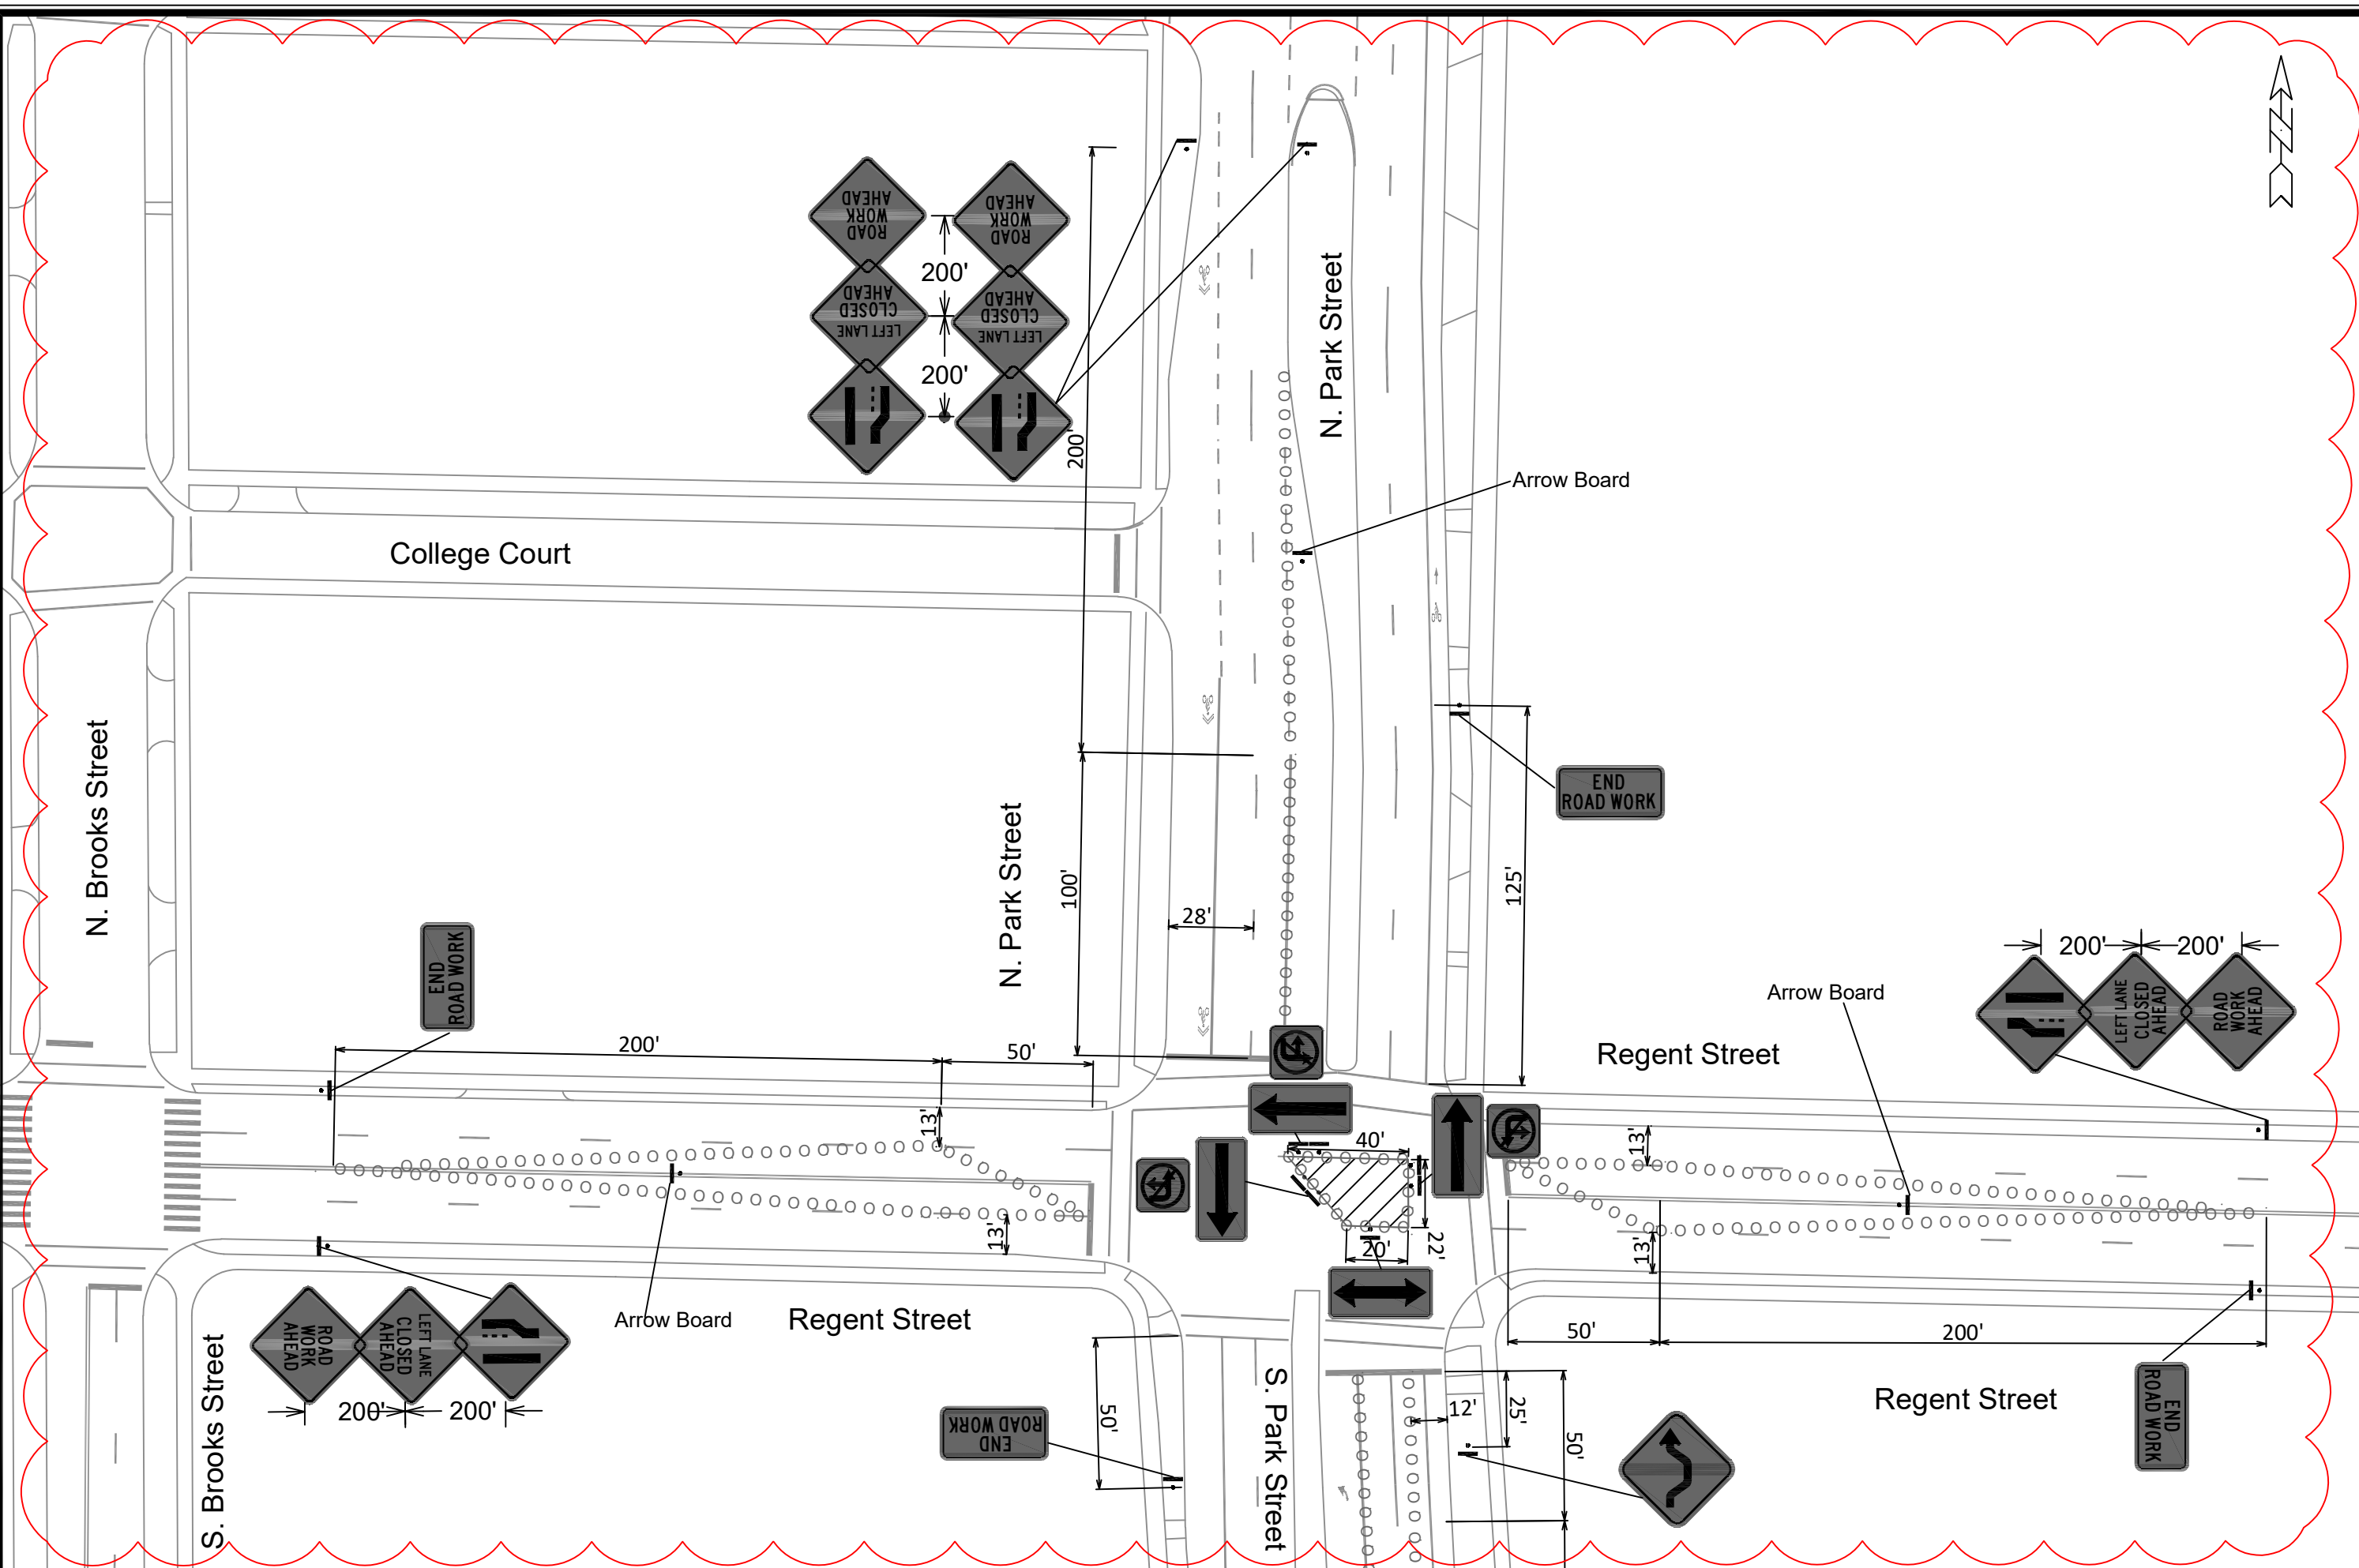 ROAD
WORK
AHEAD
ROAD
WORK
AHEAD
200'
LEFT LANE
CLOSED
AHEAD
LEFT LANE
CLOSED
AHEAD
200'
200'
N. Park Street
Arrow Board
College Court
END
ROAD WORK
N. Brooks Street
N. Park Street
100'
28'
125'
END
ROAD WORK
200'
50'
Arrow Board
200'
200'
LEFT LANE
CLOSED
AHEAD
ROAD
WORK
AHEAD
Regent Street
13'
13'
40'
20'
22'
13'
13'
Arrow Board
Regent Street
50'
200'
ROAD
WORK
AHEAD
LEFT LANE
CLOSED
AHEAD
200'
200'
S. Brooks Street
END
ROAD WORK
50'
S. Park Street
12'
25'
50'
Regent Street
END
ROAD WORK
N